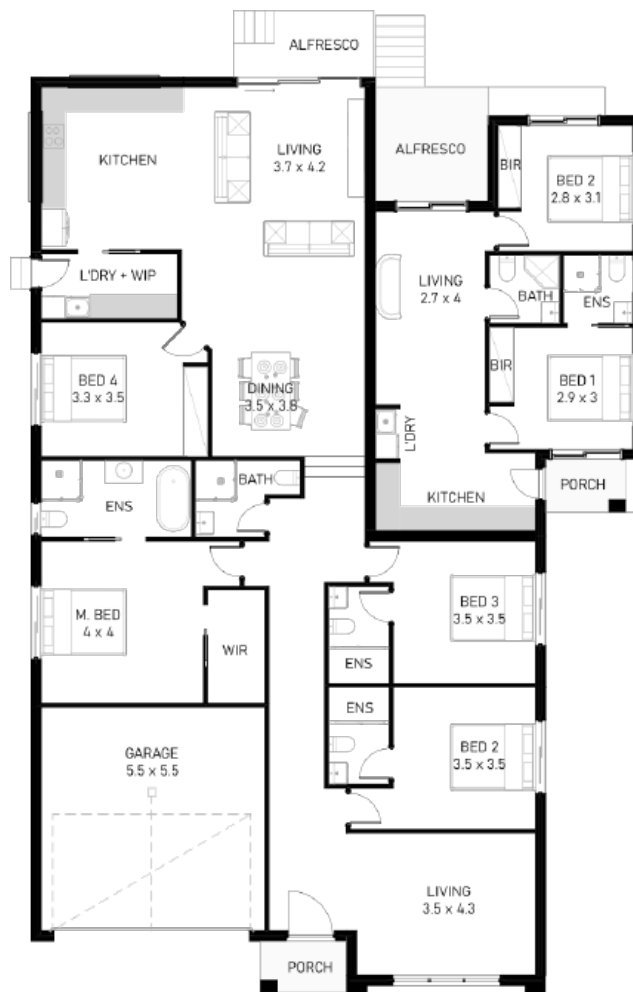 ALFRESCO
LIVING
3.7 x 4.2
KITCHEN
ALFRESCO
BIR
BED 2
2.8 x 3.1
L'DRY + WIP
LIVING
2.7 x 4
BATH
ENS
BED 4
3.3 x 3.5
DINING
3.5 x 3.8
BIR
BED 1
2.9 x 3
L'DRY
KITCHEN
PORCH
ENS
BATH
M. BED
4 x 4
WIR
BED 3
3.5 x 3.5
ENS
ENS
BED 2
3.5 x 3.5
GARAGE
5.5 x 5.5
LIVING
3.5 x 4.3
PORCH